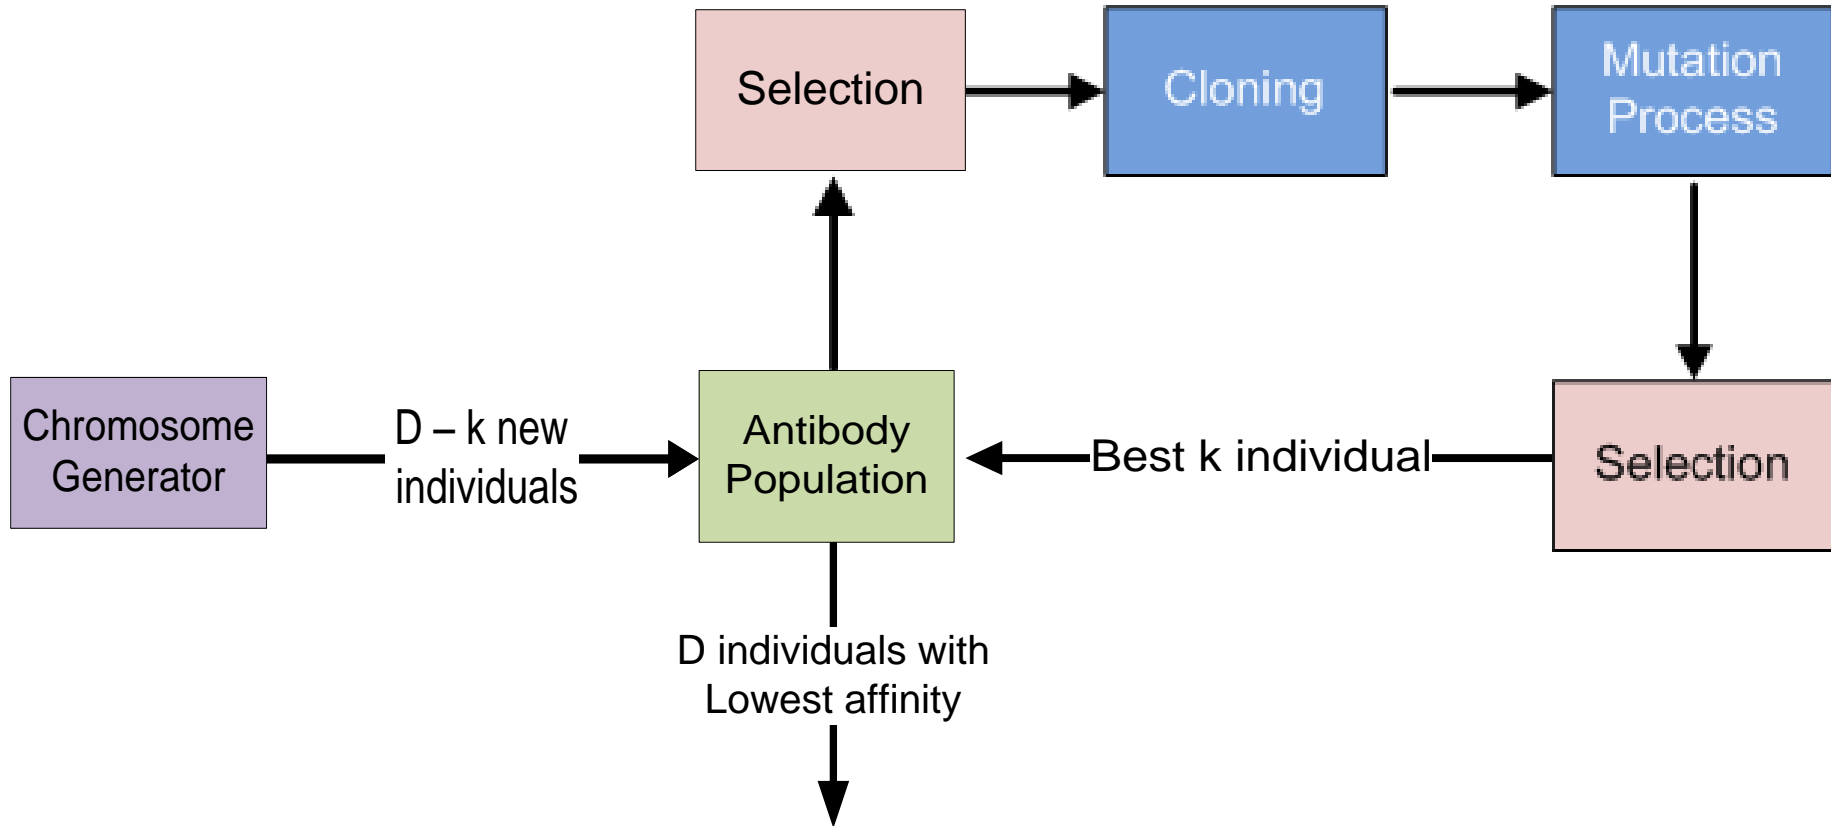 Selection
Cloning
Mutation
Process
Chromosome
Generator
D – k new
individuals
Antibody
Population
Best k individual
Selection
D individuals with
Lowest affinity